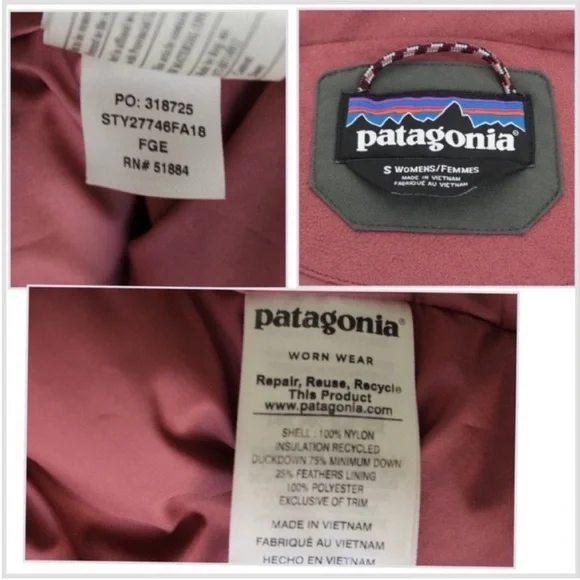 PO: 318725
STY27746FA18
FGE
RN# 51884
patagonia®
S WOMENS/FEMMES
MADE IN VIETNAM
FABRIQUÉ AU VIETNAM
patagonia®
WORN WEAR
Repair, Reuse, Recycle
This Product
www.patagonia.com
SHELL : 100% NYLON
INSULATION RECYCLED
DUCKDOWN 75% MINIMUM DOWN
25% FEATHERS LINING
100% POLYESTER
EXCLUSIVE OF TRIM
MADE IN VIETNAM
FABRIQUÉ AU VIETNAM
HECHO EN VIETNAM